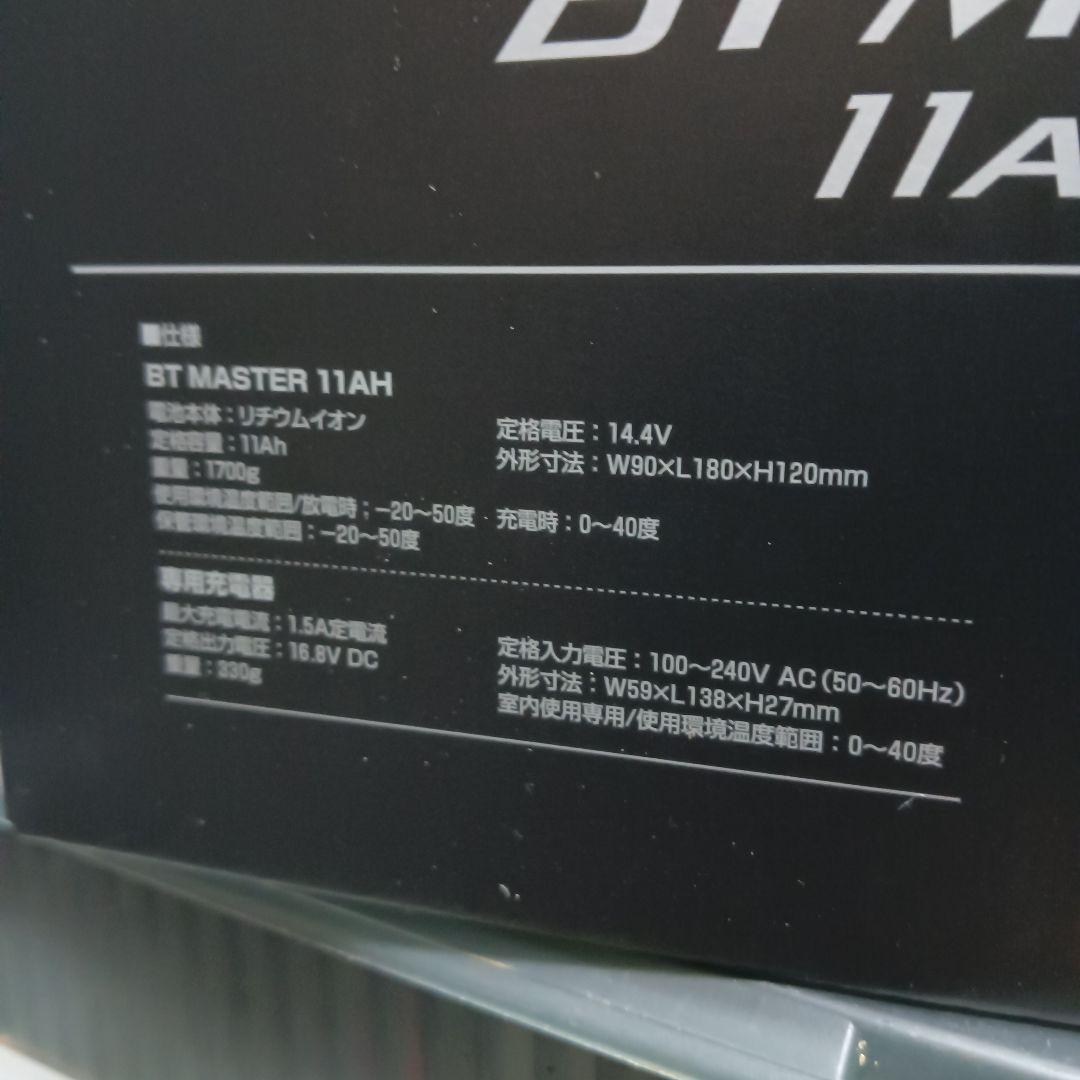 BT M
11A
■仕様
BT MASTER 11AH
電池本体：リチウムイオン
定格電圧：14.4V
定格容量：11Ah
外形寸法：W90×L180×H120mm
重量：1700g
使用環境温度範囲/放電時：−20～50度 充電時：0～40度
保管環境温度範囲：−20～50度
専用充電器
最大充電電流：1.5A定電流
定格入力電圧：100～240V AC（50～60Hz）
定格出力電圧：16.8V DC
外形寸法：W59×L138×H27mm
重量：330g
室内使用専用/使用環境温度範囲：0～40度